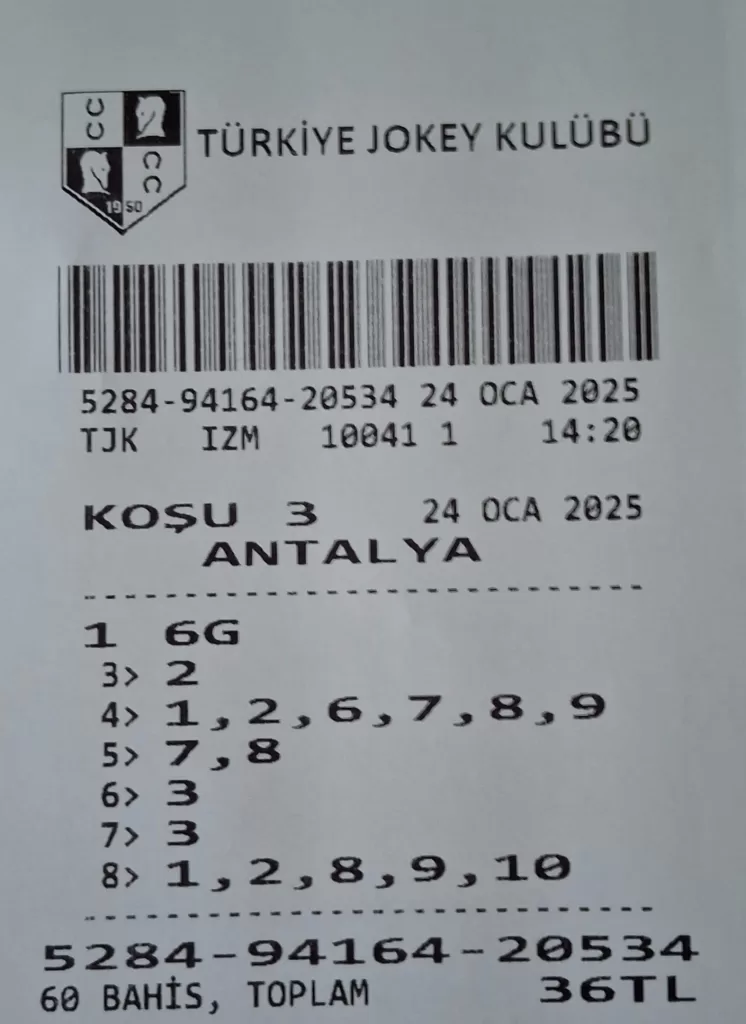 C C
C C
1950
TÜRKİYE JOKEY KULÜBÜ
5284-94164-20534 24 OCA 2025
TJK IZM 10041 1 14:20
KOŞU 3 24 OCA 2025
ANTALYA
1 6G
3> 2
4> 1,2,6,7,8,9
5> 7,8
6> 3
7> 3
8> 1,2,8,9,10
5284-94164-20534
60 BAHİS, TOPLAM 36TL